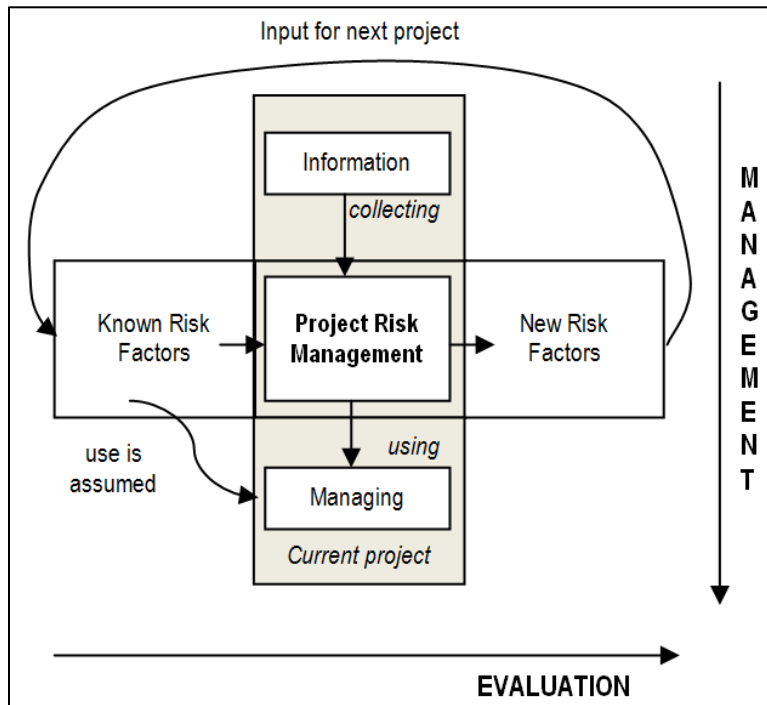 Input for next project
Information
collecting
Known Risk
Factors
Project Risk
Management
New Risk
Factors
use is
assumed
using
Managing
Current project
MANAGEMENT
EVALUATION